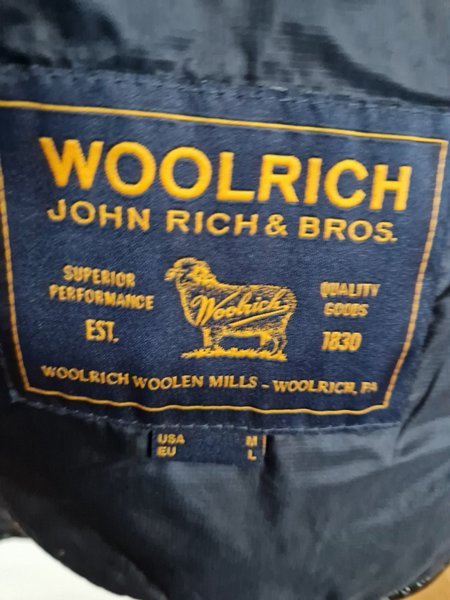 WOOLRICH
JOHN RICH & BROS.
SUPERIOR
PERFORMANCE
EST.
Woolrich
QUALITY
GOODS
1830
WOOLRICH WOOLEN MILLS - WOOLRICH, PA
USA M
EU L